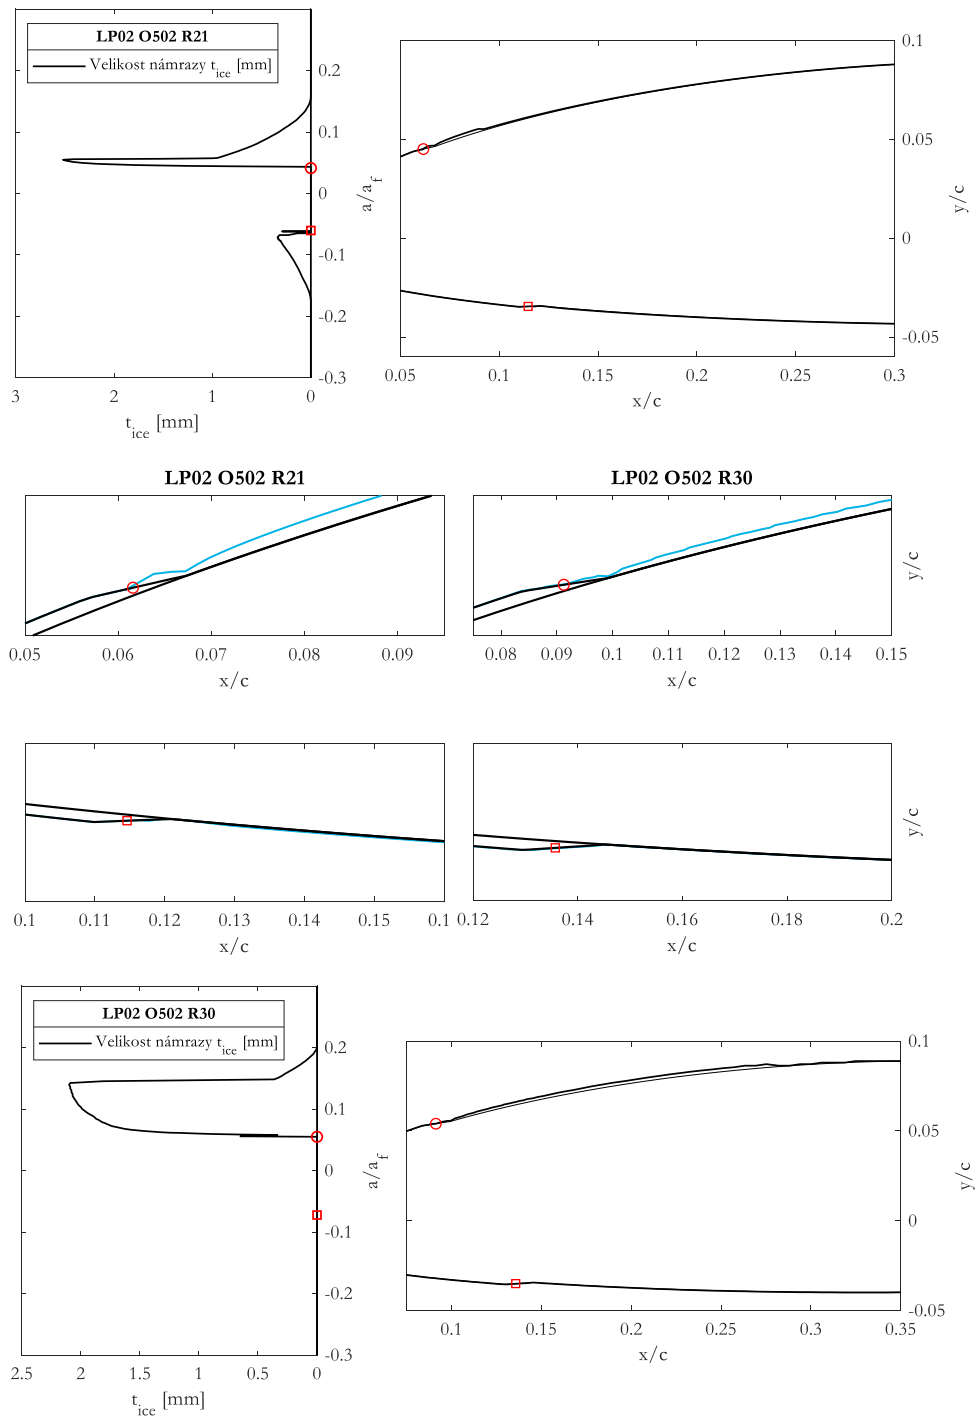 LP02 O502 R21
Velikost námrazy t_ice [mm]
0.2
0.1
0
-0.1
-0.2
-0.3
3 2 1 0
t_ice [mm]
a/a_f
0.1
0.05
0
-0.05
y/c
0.05 0.1 0.15 0.2 0.25 0.3
x/c
LP02 O502 R21
LP02 O502 R30
0.05 0.06 0.07 0.08 0.09
x/c
0.08 0.09 0.1 0.11 0.12 0.13 0.14 0.15
x/c
y/c
0.1 0.11 0.12 0.13 0.14 0.15 0.1
x/c
0.12 0.14 0.16 0.18 0.2
x/c
y/c
LP02 O502 R30
Velikost námrazy t_ice [mm]
0.2
0.1
0
-0.1
-0.2
-0.3
2.5 2 1.5 1 0.5 0
t_ice [mm]
a/a_f
0.1
0.05
0
-0.05
y/c
0.1 0.15 0.2 0.25 0.3 0.35
x/c